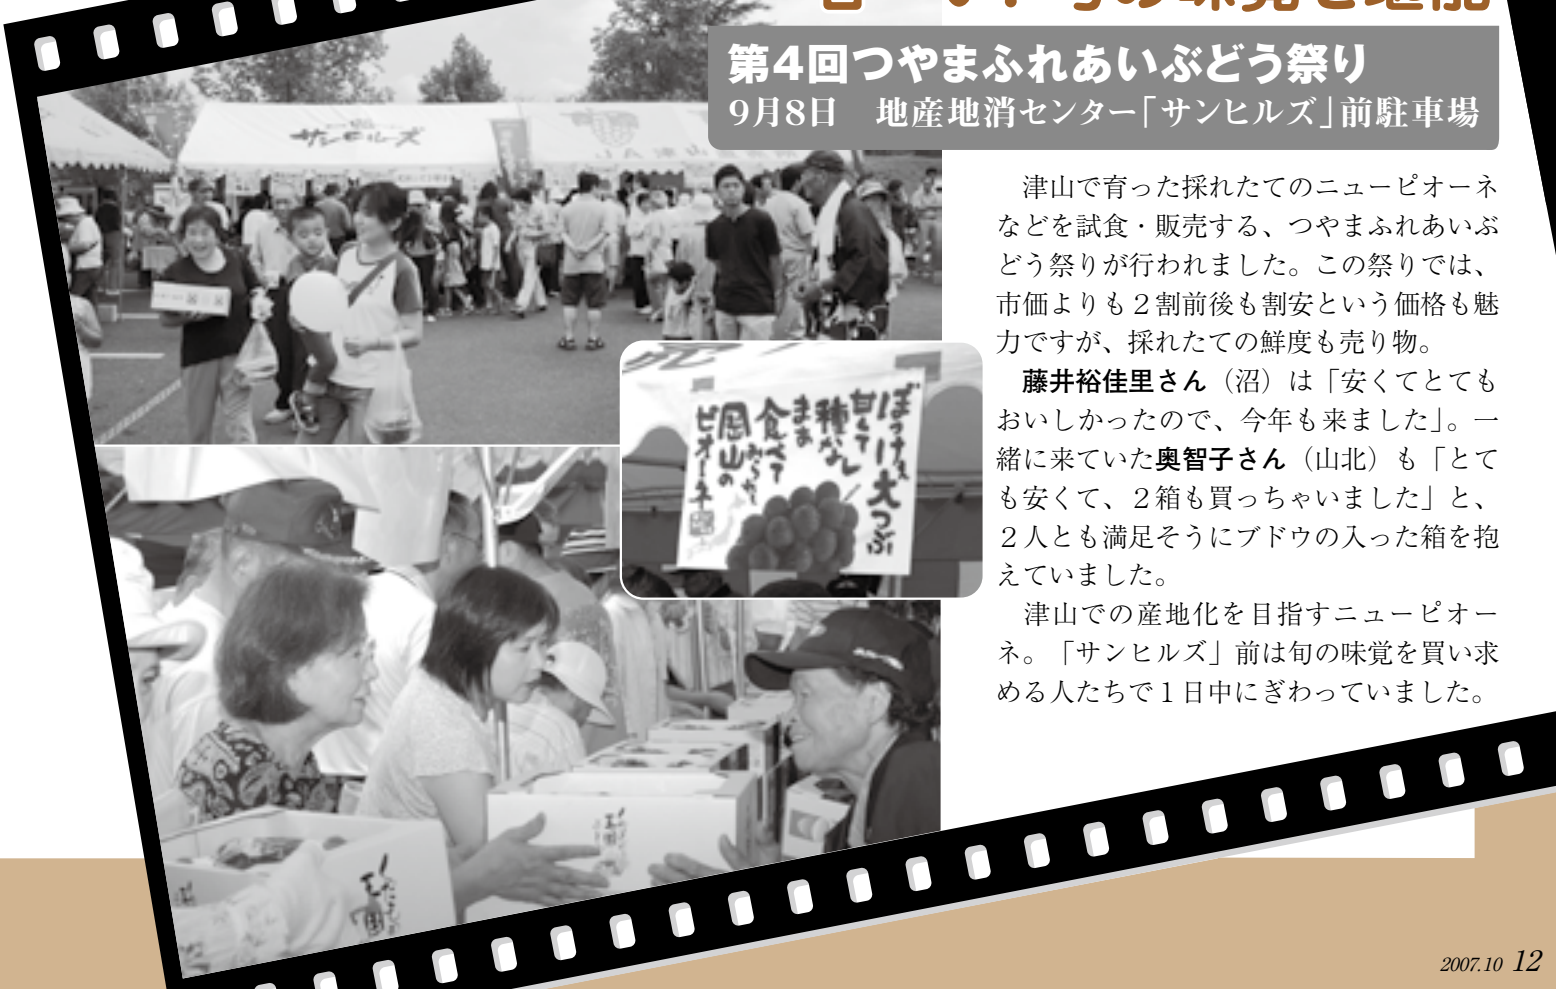 の味覚を堪能
第4回つやまふれあいぶどう祭り
9月8日　地産地消センター「サンヒルズ」前駐車場
サンヒルズ
　津山で育った採れたてのニューピオーネ
などを試食・販売する、つやまふれあいぶ
どう祭りが行われました。この祭りでは、
市価よりも２割前後も割安という価格も魅
力ですが、採れたての鮮度も売り物。
　藤井裕佳里さん（沼）は「安くてとても
おいしかったので、今年も来ました」。一
緒に来ていた奥智子さん（山北）も「とて
も安くて、２箱も買っちゃいました」と、
２人とも満足そうにブドウの入った箱を抱
えていました。
　津山での産地化を目指すニューピオー
ネ。「サンヒルズ」前は旬の味覚を買い求
める人たちで１日中にぎわっていました。
大つぶ
甘くて
種なし
まあ
食べて
みられぇ
岡山の
ピオーネ
2007.10 12